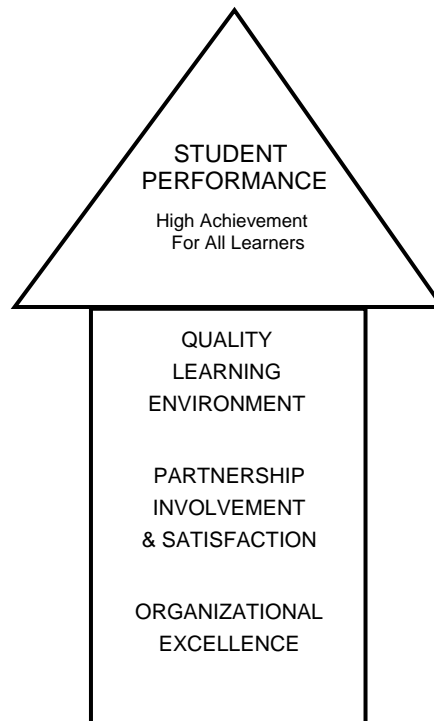 STUDENT
PERFORMANCE
High Achievement
For All Learners
QUALITY
LEARNING
ENVIRONMENT
PARTNERSHIP
INVOLVEMENT
& SATISFACTION
ORGANIZATIONAL
EXCELLENCE